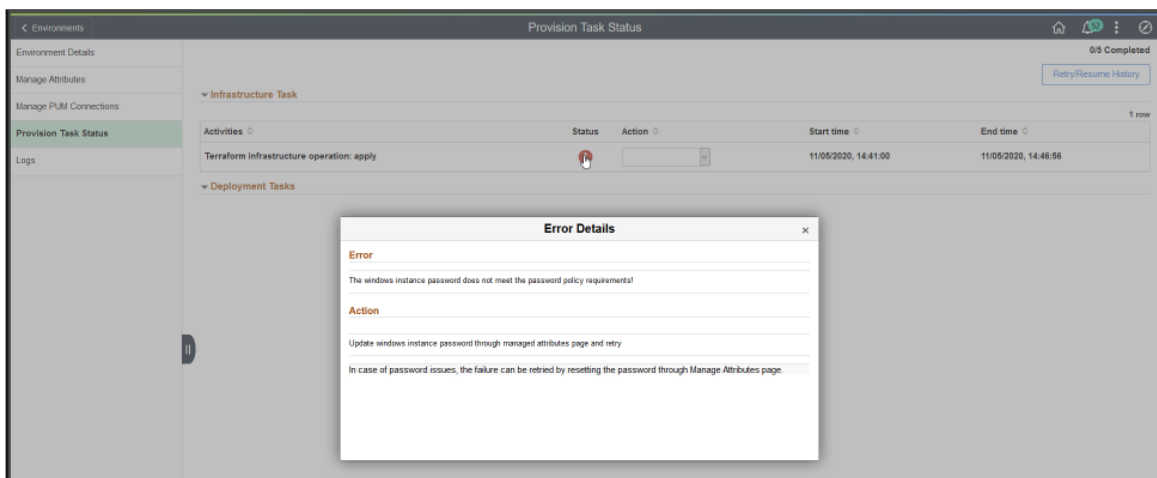 Environments
Provision Task Status
52
Environment Details
0/5 Completed
Manage Attributes
Retry/Resume History
Manage PUM Connections
Infrastructure Task
1 row
Provision Task Status
Activities
Status
Action
Start time
End time
Logs
Terraform infrastructure operation: apply
11/05/2020, 14:41:00
11/05/2020, 14:46:56
Deployment Tasks
Error Details
×
Error
The windows instance password does not meet the password policy requirements!
Action
Update windows instance password through managed attributes page and retry
In case of password issues, the failure can be retried by resetting the password through Manage Attributes page.